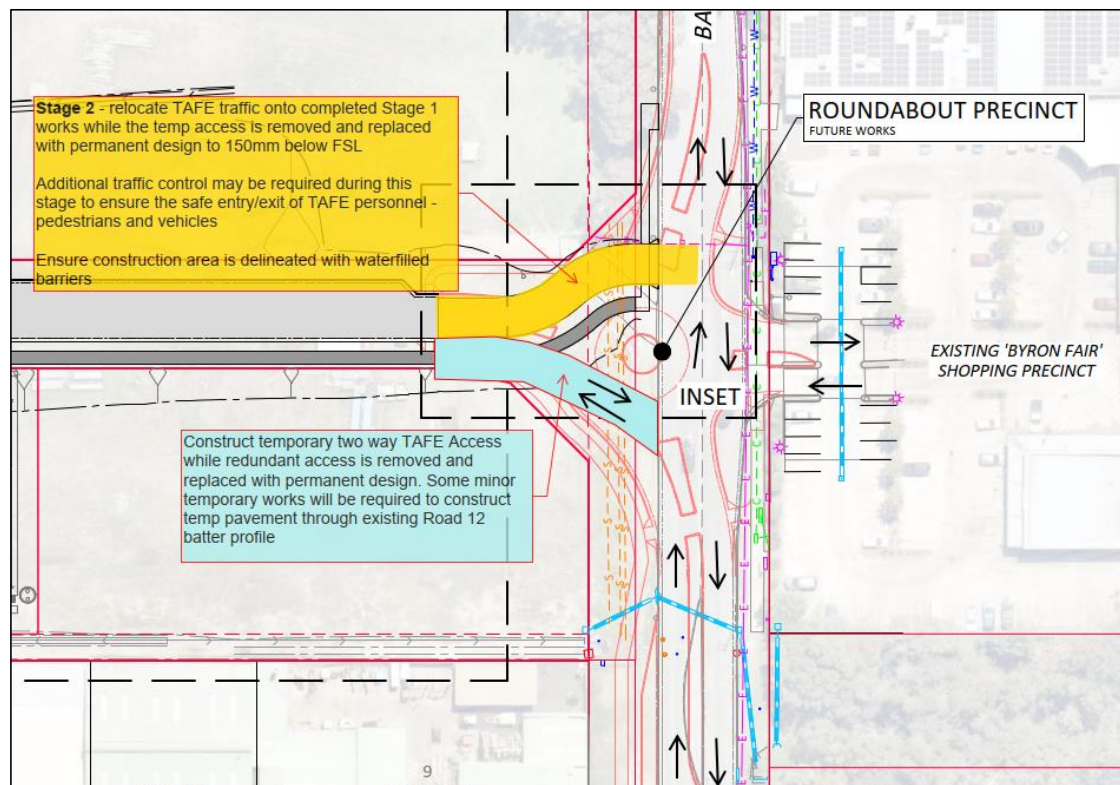 BA
Stage 2 - relocate TAFE traffic onto completed Stage 1
works while the temp access is removed and replaced
with permanent design to 150mm below FSL
Additional traffic control may be required during this
stage to ensure the safe entry/exit of TAFE personnel -
pedestrians and vehicles
Ensure construction area is delineated with waterfilled
barriers
ROUNDABOUT PRECINCT
FUTURE WORKS
EXISTING 'BYRON FAIR'
SHOPPING PRECINCT
INSET
Construct temporary two way TAFE Access
while redundant access is removed and
replaced with permanent design. Some minor
temporary works will be required to construct
temp pavement through existing Road 12
batter profile
9